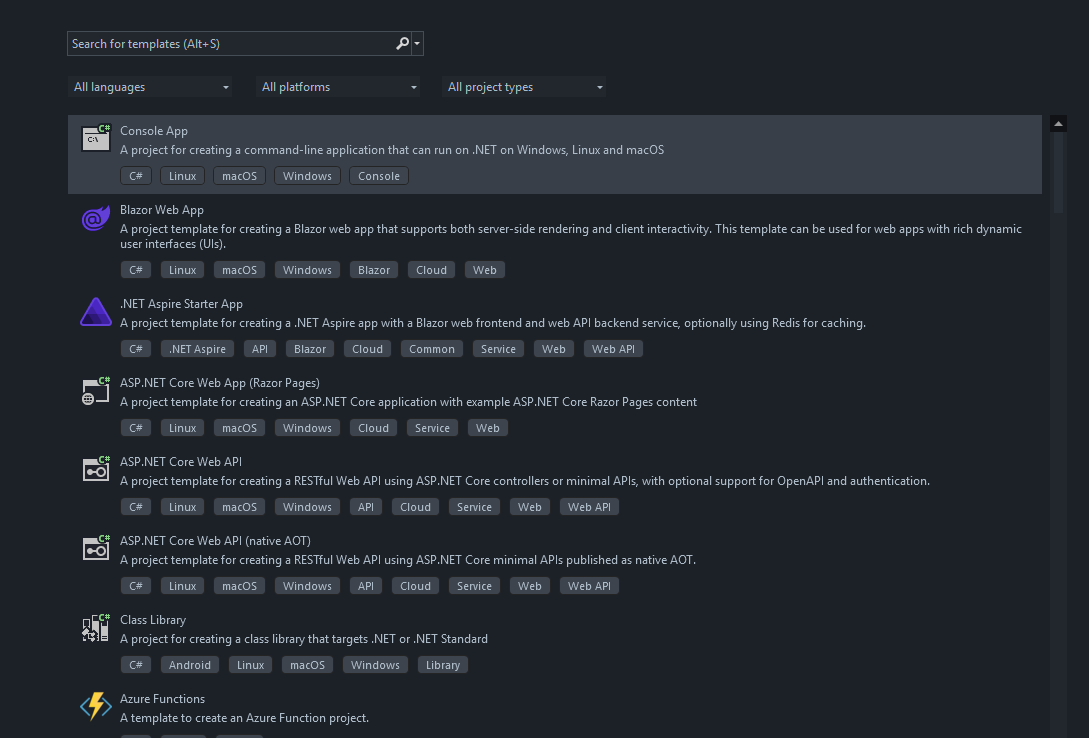 Search for templates (Alt+S)
All languages All platforms All project types
C#
C:\
Console App
A project for creating a command-line application that can run on .NET on Windows, Linux and macOS
C# Linux macOS Windows Console
Blazor Web App
A project template for creating a Blazor web app that supports both server-side rendering and client interactivity. This template can be used for web apps with rich dynamic
user interfaces (UIs).
C# Linux macOS Windows Blazor Cloud Web
.NET Aspire Starter App
A project template for creating a .NET Aspire app with a Blazor web frontend and web API backend service, optionally using Redis for caching.
C# .NET Aspire API Blazor Cloud Common Service Web Web API
C#
ASP.NET Core Web App (Razor Pages)
A project template for creating an ASP.NET Core application with example ASP.NET Core Razor Pages content
C# Linux macOS Windows Cloud Service Web
C#
ASP.NET Core Web API
A project template for creating a RESTful Web API using ASP.NET Core controllers or minimal APIs, with optional support for OpenAPI and authentication.
C# Linux macOS Windows API Cloud Service Web Web API
C#
ASP.NET Core Web API (native AOT)
A project template for creating a RESTful Web API using ASP.NET Core minimal APIs published as native AOT.
C# Linux macOS Windows API Cloud Service Web Web API
C#
Class Library
A project for creating a class library that targets .NET or .NET Standard
C# Android Linux macOS Windows Library
Azure Functions
A template to create an Azure Function project.